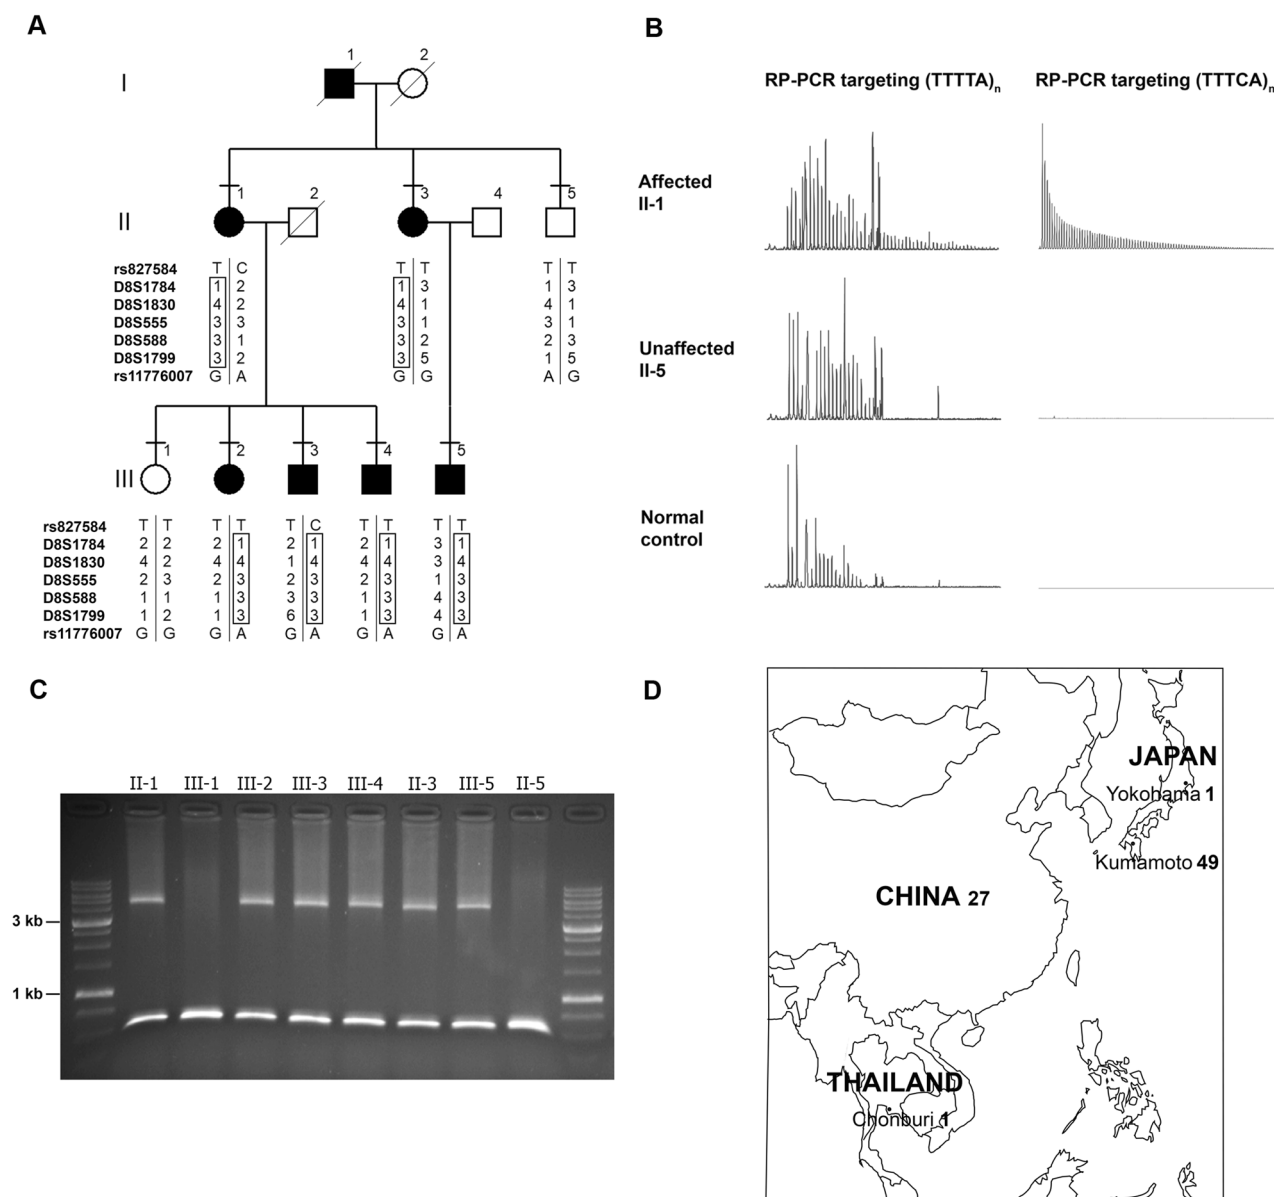 A
I
1 2
1 2 3 4 5
II
rs827584 T C T T T T
D8S1784 1 2 1 3 1 3
D8S1830 4 2 4 1 4 1
D8S555 3 3 3 1 3 1
D8S588 3 1 3 2 2 3
D8S1799 3 2 3 5 1 5
rs11776007 G A G G A G
1 2 3 4 5
III
rs827584 T T T T T C T T T T
D8S1784 2 2 2 1 2 1 2 1 3 1
D8S1830 4 2 4 4 1 4 4 4 3 4
D8S555 2 3 2 3 2 3 2 3 1 3
D8S588 1 1 1 3 3 3 1 3 4 3
D8S1799 1 2 1 3 6 3 1 3 4 3
rs11776007 G G G A G A G A G A
B
RP-PCR targeting (TTTTA)n RP-PCR targeting (TTTCA)n
Affected
II-1
Unaffected
II-5
Normal
control
C
II-1 III-1 III-2 III-3 III-4 II-3 III-5 II-5
3 kb
1 kb
D
JAPAN
Yokohama 1
Kumamoto 49
CHINA 27
THAILAND
Chonburi 1